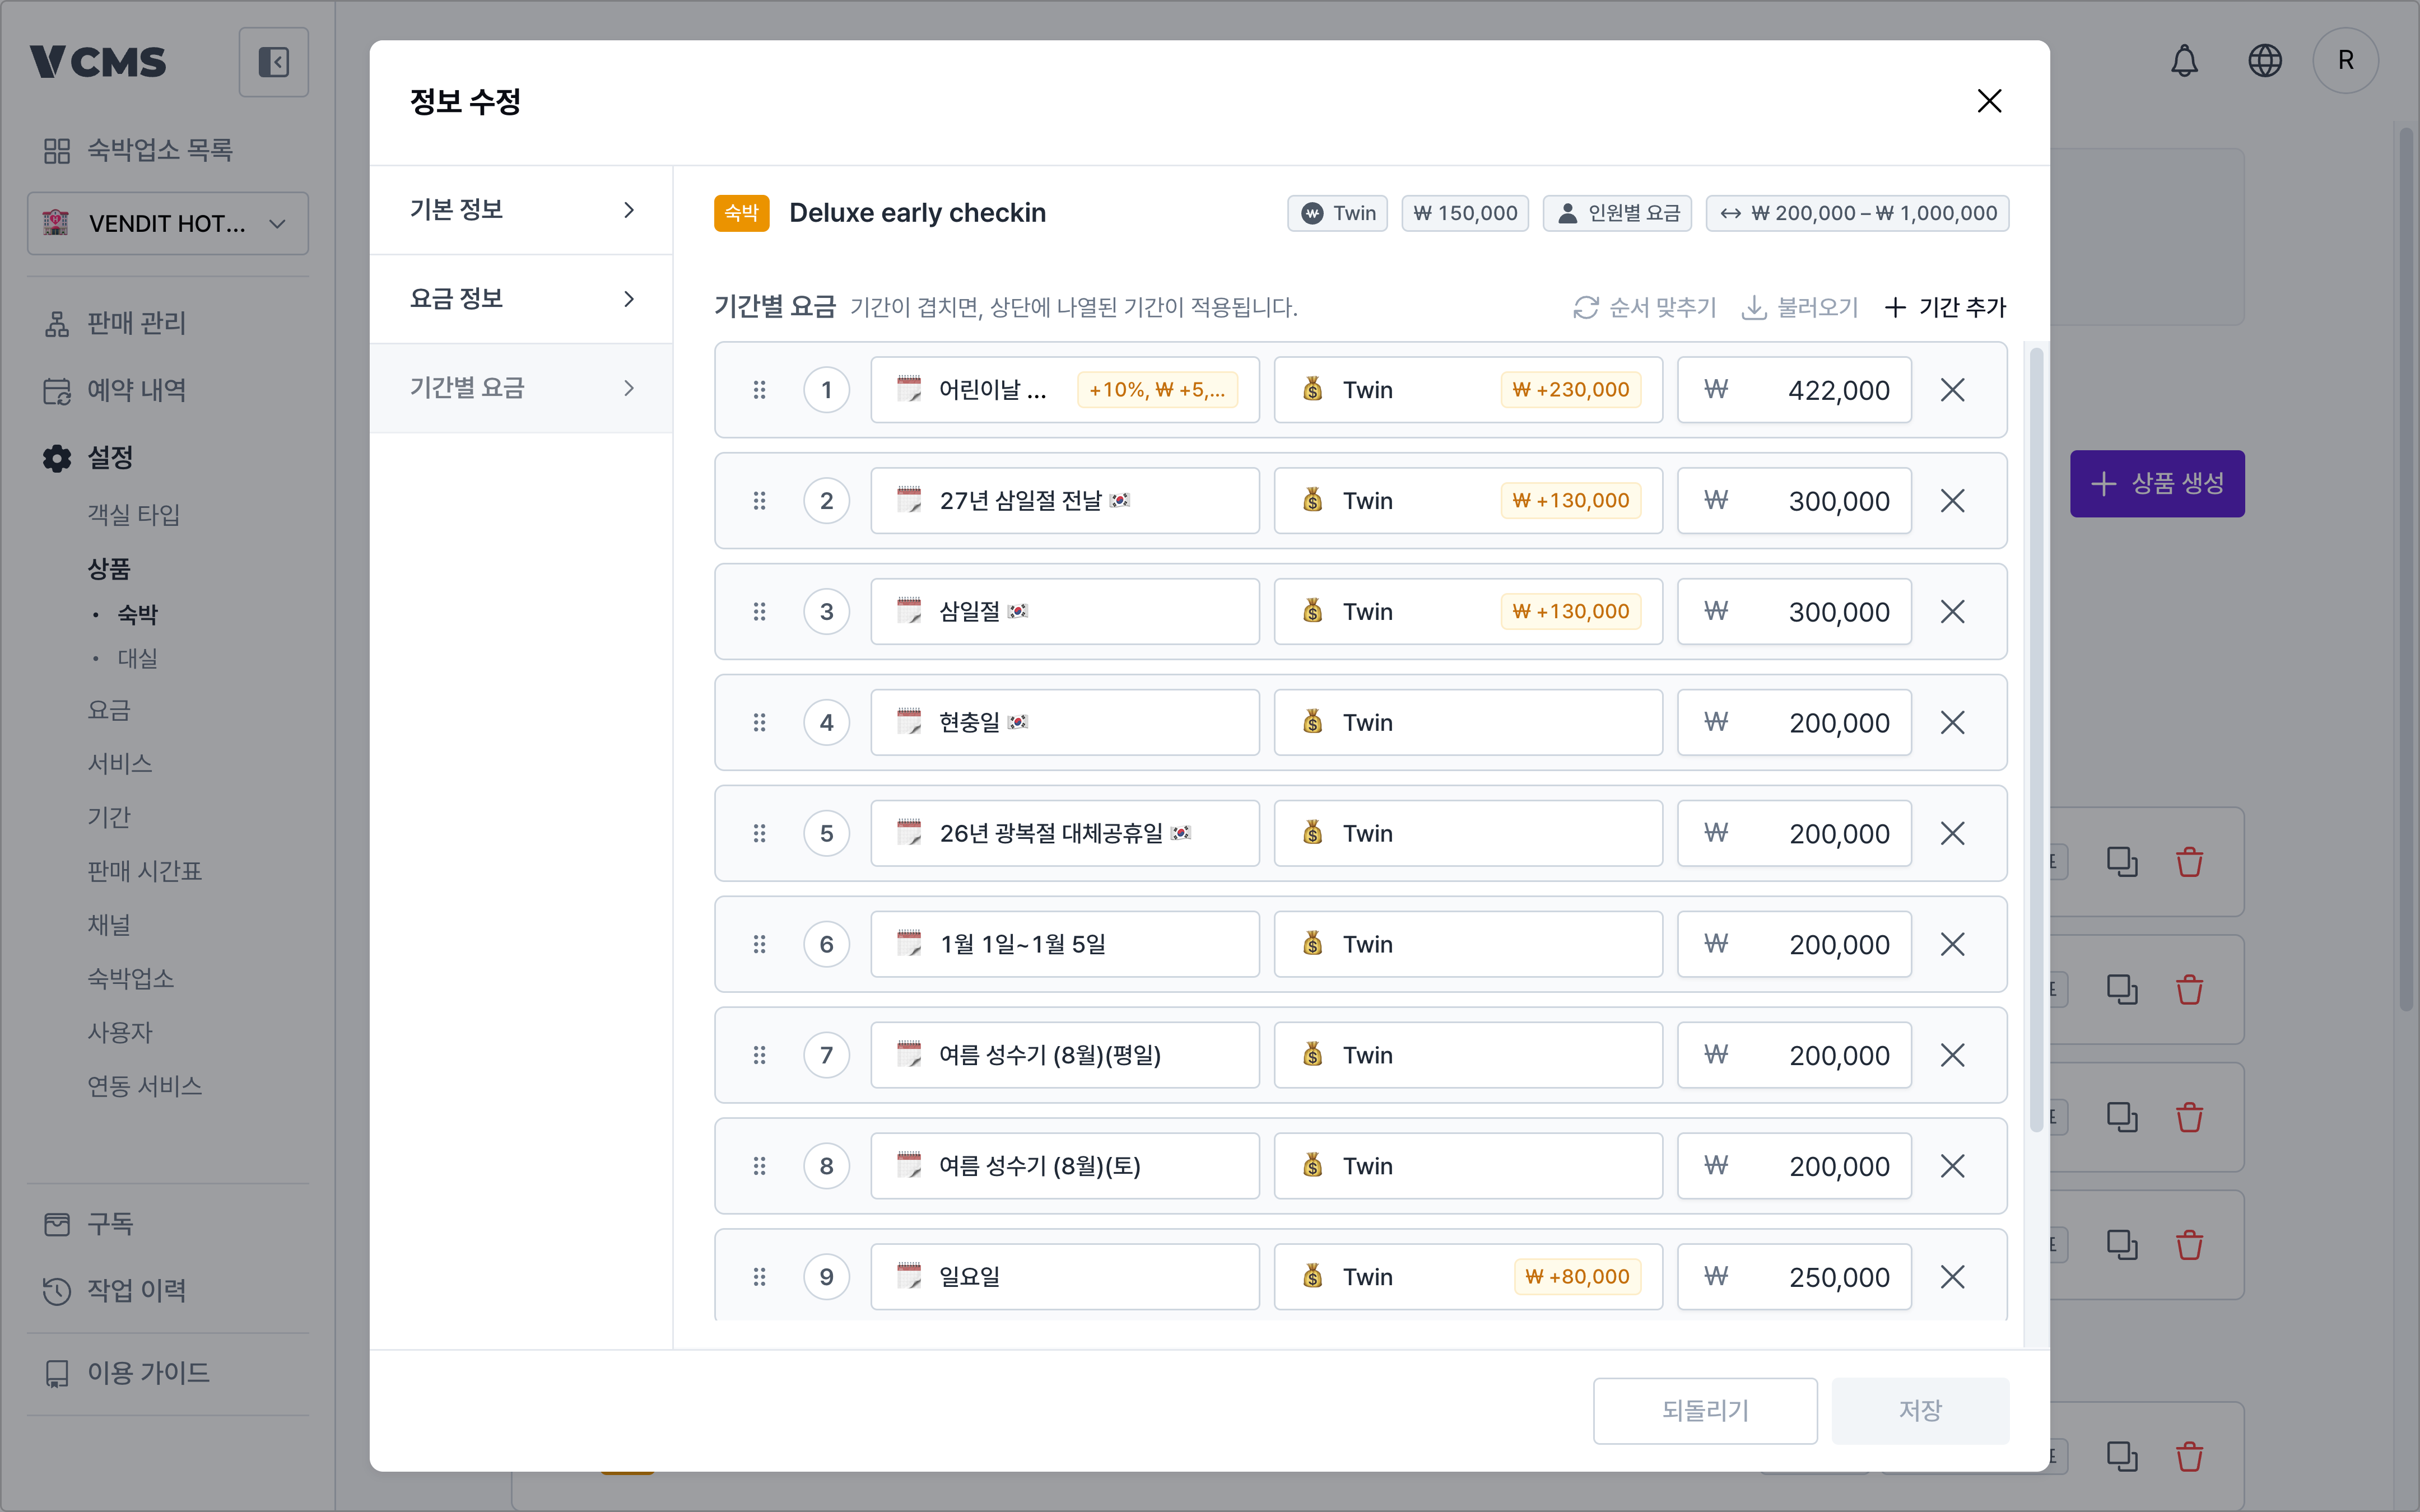 VCMS
숙박업소 목록
VENDIT HOT...
판매 관리
예약 내역
설정
객실 타입
상품
• 숙박
• 대실
요금
서비스
기간
판매 시간표
채널
숙박업소
사용자
연동 서비스
구독
작업 이력
이용 가이드
R
+ 상품 생성
정보 수정
기본 정보
요금 정보
기간별 요금
숙박 Deluxe early checkin
Twin ₩ 150,000 인원별 요금 ₩ 200,000 – ₩ 1,000,000
기간별 요금 기간이 겹치면, 상단에 나열된 기간이 적용됩니다.
순서 맞추기 불러오기 + 기간 추가
1 어린이날 ... +10%, ₩ +5,... Twin ₩ +230,000 ₩ 422,000
2 27년 삼일절 전날 🇰🇷 Twin ₩ +130,000 ₩ 300,000
3 삼일절 🇰🇷 Twin ₩ +130,000 ₩ 300,000
4 현충일 🇰🇷 Twin ₩ 200,000
5 26년 광복절 대체공휴일 🇰🇷 Twin ₩ 200,000
6 1월 1일~1월 5일 Twin ₩ 200,000
7 여름 성수기 (8월)(평일) Twin ₩ 200,000
8 여름 성수기 (8월)(토) Twin ₩ 200,000
9 일요일 Twin ₩ +80,000 ₩ 250,000
되돌리기 저장